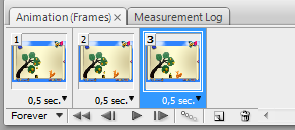 Animation (Frames) × Measurement Log
1 2 3
0,5 sec. 0,5 sec. 0,5 sec.
Forever